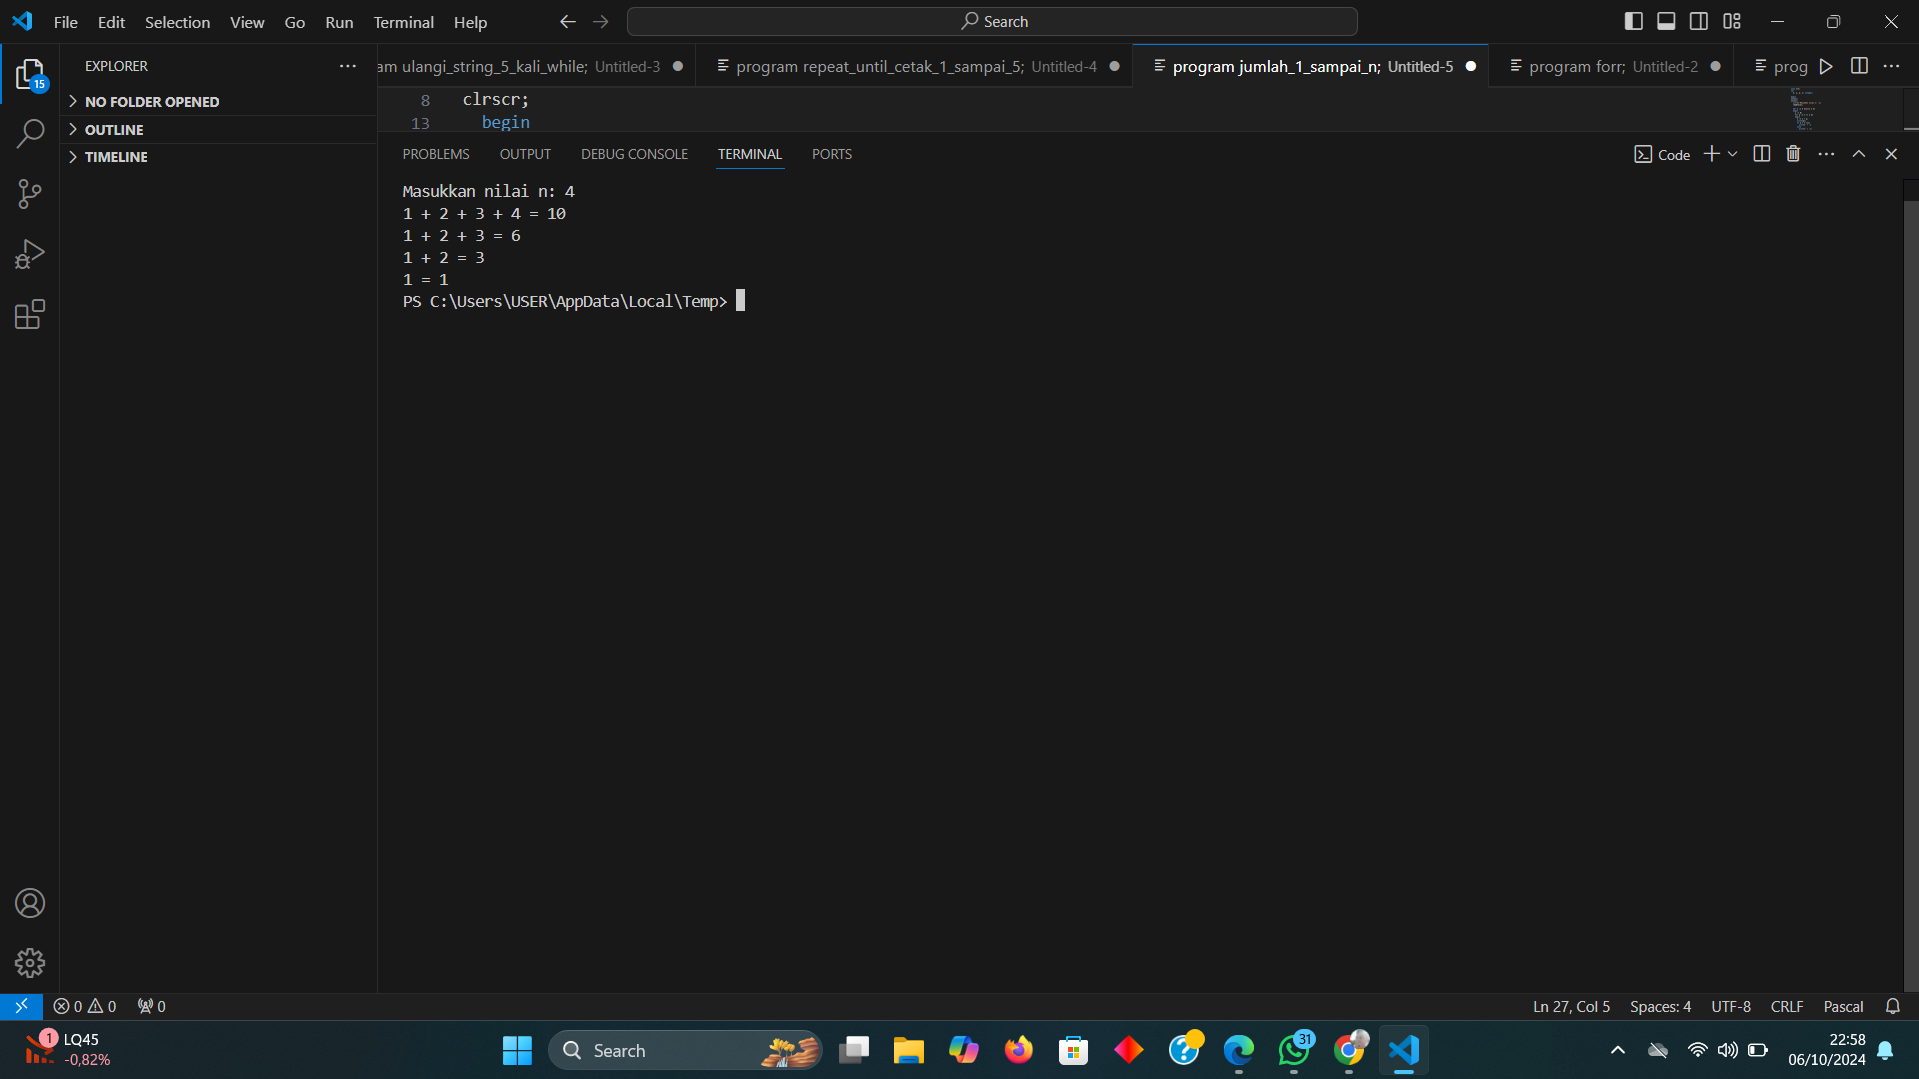 File Edit Selection View Go Run Terminal Help
Search
15
EXPLORER
NO FOLDER OPENED
OUTLINE
TIMELINE
am ulangi_string_5_kali_while; Untitled-3
program repeat_until_cetak_1_sampai_5; Untitled-4
program jumlah_1_sampai_n; Untitled-5
program forr; Untitled-2
prog
8 clrscr;
13 begin
PROBLEMS OUTPUT DEBUG CONSOLE TERMINAL PORTS
Code
Masukkan nilai n: 4
1 + 2 + 3 + 4 = 10
1 + 2 + 3 = 6
1 + 2 = 3
1 = 1
PS C:\Users\USER\AppData\Local\Temp>
0 0 0
Ln 27, Col 5 Spaces: 4 UTF-8 CRLF Pascal
1
LQ45
-0,82%
Search
31
22:58
06/10/2024